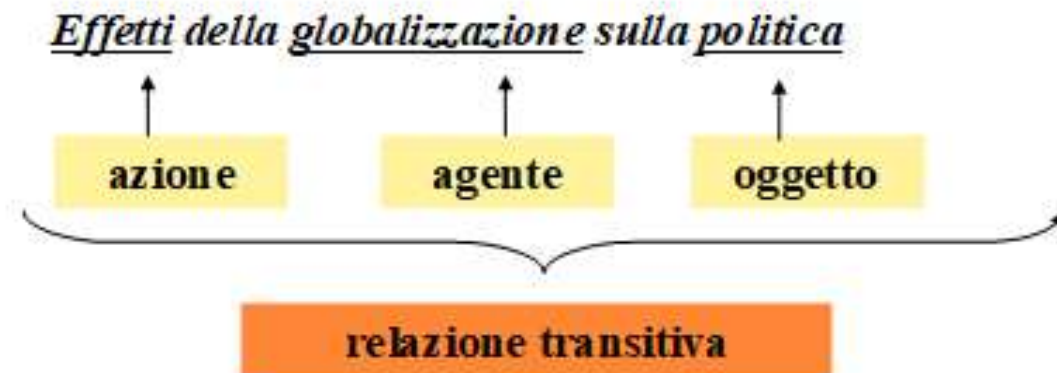 Effetti della globalizzazione sulla politica
azione agente oggetto
relazione transitiva